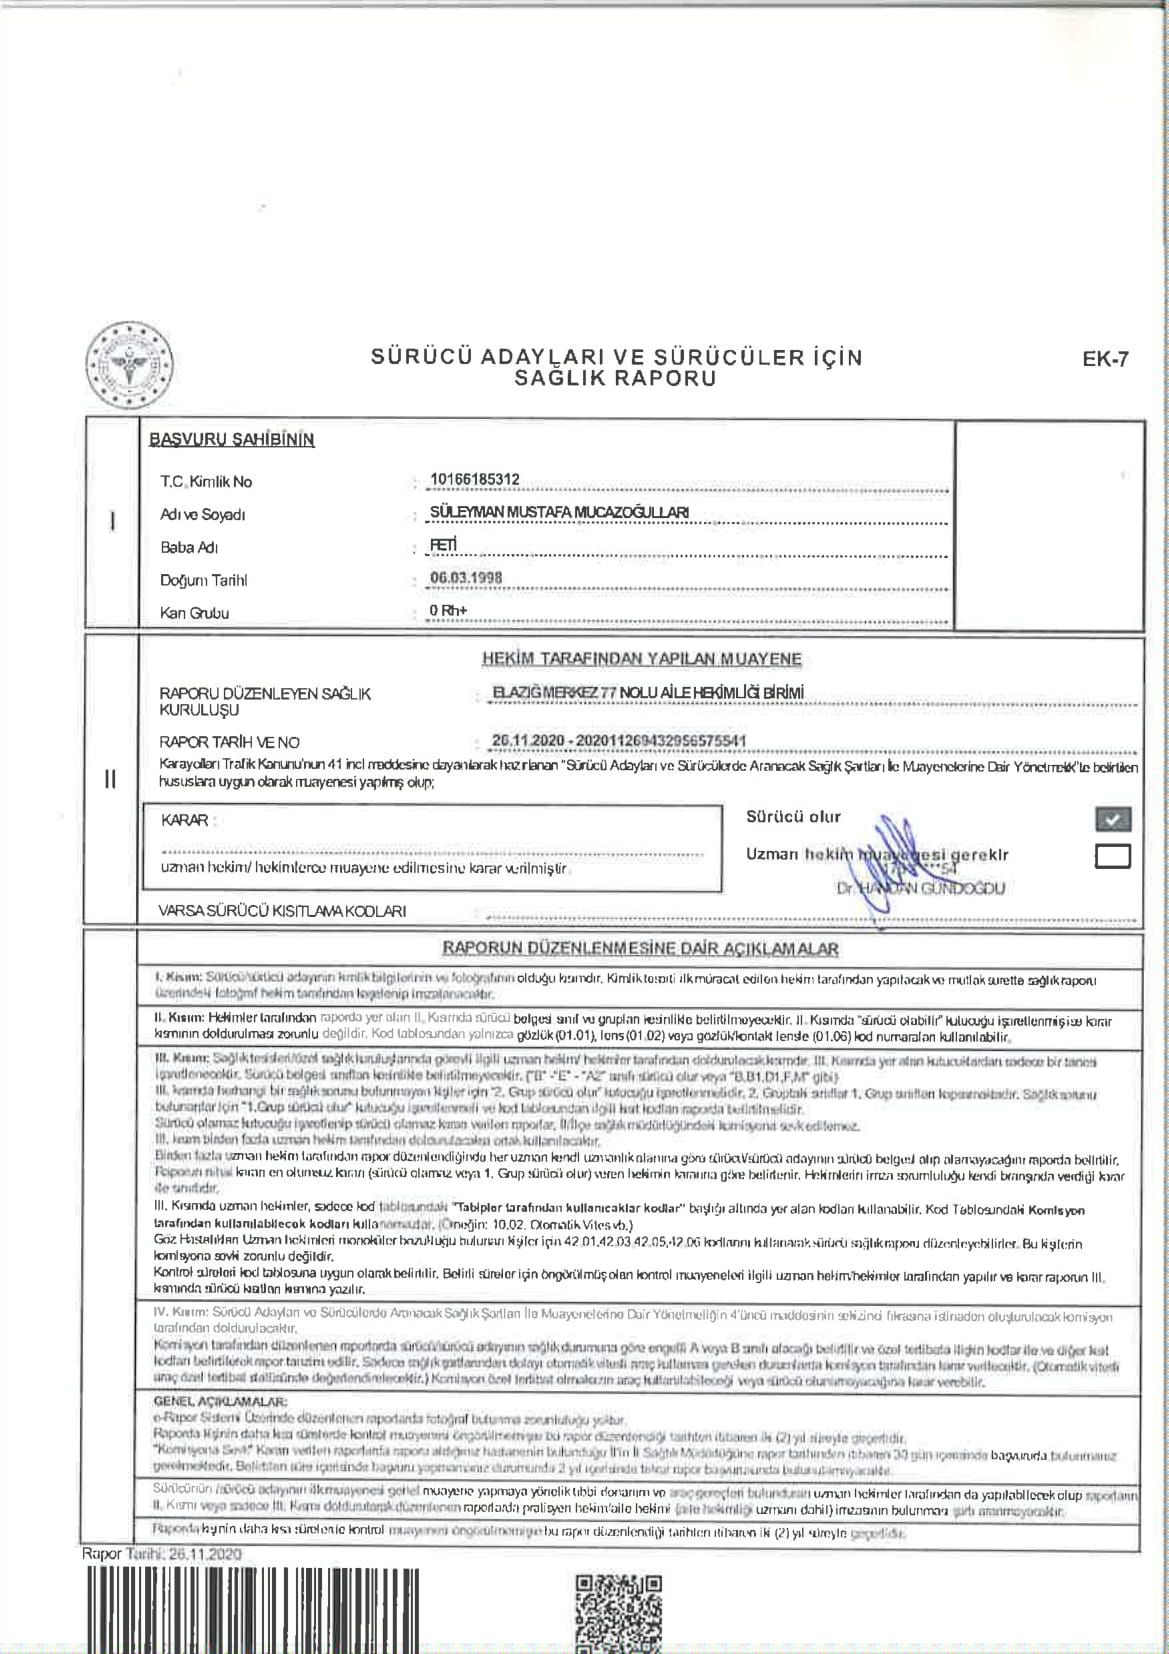 SÜRÜCÜ ADAYLARI VE SÜRÜCÜLER İÇİN
SAĞLIK RAPORU
EK-7
I
BAŞVURU SAHİBİNİN
T.C. Kimlik No : 10166185312
Adı ve Soyadı : SÜLEYMAN MUSTAFA MUCAZOĞULLARI
Baba Adı : FETİ
Doğum Tarihi : 06.03.1998
Kan Grubu : 0 Rh+
II
HEKİM TARAFINDAN YAPILAN MUAYENE
RAPORU DÜZENLEYEN SAĞLIK : ELAZIĞ MERKEZ 77 NOLU AİLE HEKİMLİĞİ BİRİMİ
KURULUŞU
RAPOR TARİH VE NO : 26.11.2020 - 202011269432956575541
Karayolları Trafik Kanunu'nun 41 inci maddesine dayanılarak hazırlanan "Sürücü Adayları ve Sürücülerde Aranacak Sağlık Şartları İle Muayenelerine Dair Yönetmelik"te belirtilen
hususlara uygun olarak muayenesi yapılmış olup;
KARAR :
uzman hekim/ hekimlerce muayene edilmesine karar verilmiştir
Sürücü olur
Uzman hekim muayenesi gerekir
Dr. HANDAN GÜNDOĞDU
VARSA SÜRÜCÜ KISITLAMA KODLARI :
RAPORUN DÜZENLENMESİNE DAİR AÇIKLAMALAR
I. Kısım: Sürücü/sürücü adayının kimlik bilgilerinin ve fotoğrafının olduğu kısımdır. Kimlik tespiti ilk müracat edilen hekim tarafından yapılacak ve mutlak surette sağlık raporu
üzerindeki fotoğraf hekim tarafından kaşelenip imzalanacaktır.
II. Kısım: Hekimler tarafından raporda yer alan II. Kısımda sürücü belgesi sınıf ve grupları kesinlikle belirtilmeyecektir. II. Kısımda "sürücü olabilir" kutucuğu işaretlenmiş ise karar
kısmının doldurulması zorunlu değildir. Kod tablosundan yalnızca gözlük (01.01), lens (01.02) veya gözlük/kontakt lensle (01.06) kod numaraları kullanılabilir.
III. Kısım: Sağlık tesisleri/özel sağlık kuruluşlarında görevli ilgili uzman hekim/ hekimler tarafından doldurulacak kısımdır. III. Kısımda yer alan kutucuklardan sadece bir tanesi
işaretlenecektir. Sürücü belgesi sınıfları kesinlikle belirtilmeyecektir. ("B" -"E" - "A2" sınıfı sürücü olur veya "B,B1,D1,F,M" gibi)
III. kısımda herhangi bir sağlık sorunu bulunmayan kişiler için "2. Grup sürücü olur" kutucuğu işaretlenmelidir. 2. Gruptaki sınıflar 1. Grup sınıfları kapsamaktadır. Sağlık sorunu
bulunanlar için "1.Grup sürücü olur" kutucuğu işaretlenmeli ve kod tablosundan ilgili kısıt kodları raporda belirtilmelidir.
Sürücü olamaz kutucuğu işaretlenip sürücü olamaz kararı verilen raporlar, il/ilçe sağlık müdürlüğündeki komisyona sevk edilemez.
III. kısım birden fazla uzman hekim tarafından doldurulacaksa ortak kullanılacaktır.
Birden fazla uzman hekim tarafından rapor düzenlendiğinde her uzman kendi uzmanlık alanına göre sürücü/sürücü adayının sürücü belgesi alıp alamayacağını raporda belirtilir.
Raporun nihai kararı en olumsuz kararı (sürücü olamaz veya 1. Grup sürücü olur) veren hekimin kararına göre belirlenir. Hekimlerin imza sorumluluğu kendi branşında verdiği karar
ile sınırlıdır.
III. Kısımda uzman hekimler, sadece kod tablosundaki "Tabipler tarafından kullanılacaklar kodlar" başlığı altında yer alan kodları kullanabilir. Kod Tablosundaki Komisyon
tarafından kullanılabilecek kodları kullanamazlar. (Örneğin: 10.02. Otomatik Vites vb.)
Göz Hastalıkları Uzman hekimleri monoküler bozukluğu bulunan kişiler için 42.01,42.03,42.05,42.06 kodlarını kullanarak sürücü sağlık raporu düzenleyebilirler. Bu kişilerin
komisyona sevki zorunlu değildir.
Kontrol süreleri kod tablosuna uygun olarak belirtilir. Belirli süreler için öngörülmüş olan kontrol muayeneleri ilgili uzman hekim/hekimler tarafından yapılır ve karar raporun III.
kısmında sürücü kısıtları kısmına yazılır.
IV. Kısım: Sürücü Adayları ve Sürücülerde Aranacak Sağlık Şartları İle Muayenelerine Dair Yönetmeliğin 4'üncü maddesinin sekizinci fıkrasına istinaden oluşturulacak komisyon
tarafından doldurulacaktır.
Komisyon tarafından düzenlenen raporlarda sürücü/sürücü adayının sağlık durumuna göre engelli A veya B sınıfı olacağı belirtilir ve özel tertibata ilişkin kodlar ile ve diğer kısıt
kodları belirtilerek rapor tanzim edilir. Sadece sağlık şartlarından dolayı otomatik vitesli araç kullanması gereken durumlarda komisyon tarafından karar verilecektir. (Otomatik vitesli
araç özel tertibat statüsünde değerlendirilecektir.) Komisyon özel tertibat olmaksızın araç kullanılabileceği veya sürücü olunamayacağına karar verebilir.
GENEL AÇIKLAMALAR:
e-Rapor Sistemi Üzerinde düzenlenen raporlarda fotoğraf bulunma zorunluluğu yoktur.
Raporda kişinin daha kısa sürelerde kontrol muayenesi öngörülmemişse bu rapor düzenlendiği tarihten itibaren iki (2) yıl süreyle geçerlidir.
"Komisyona Sevk" Kararı verilen raporlarda raporu aldığınız hastanenin bulunduğu İl'in İl Sağlık Müdürlüğüne rapor tarihinden itibaren 30 gün içerisinde başvuruda bulunmanız
gerekmektedir. Belirtilen süre içerisinde başvuru yapmamanız durumunda 2 yıl içerisinde tekrar rapor başvurusunda bulunulamayacaktır.
Sürücünün /sürücü adayının ilk muayenesi genel muayene yapmaya yönelik tıbbi donanım ve araç gereçleri bulunduran uzman hekimler tarafından da yapılabilecek olup raporların
II. Kısmı veya sadece III. Kısmı doldurularak düzenlenen raporlarda pratisyen hekim/aile hekimi (aile hekimliği uzmanı dahil) imzasının bulunması şartı aranmayacaktır.
Raporda kişinin daha kısa sürelerle kontrol muayenesi öngörülmemişse bu rapor düzenlendiği tarihten itibaren iki (2) yıl süreyle geçerlidir.
Rapor Tarihi: 26.11.2020